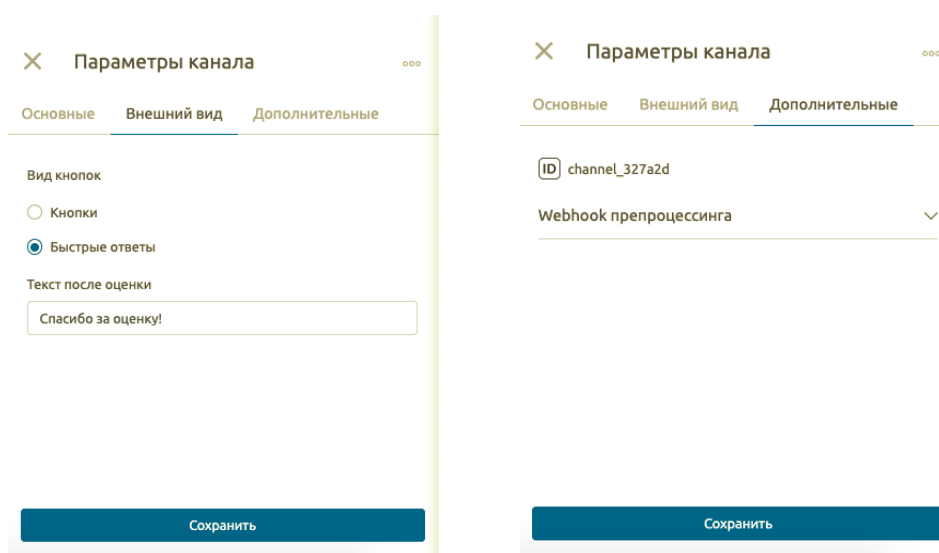 Параметры канала
Основные Внешний вид Дополнительные
Вид кнопок
Кнопки
Быстрые ответы
Текст после оценки
Спасибо за оценку!
Сохранить
Параметры канала
Основные Внешний вид Дополнительные
ID channel_327a2d
Webhook препроцессинга
Сохранить